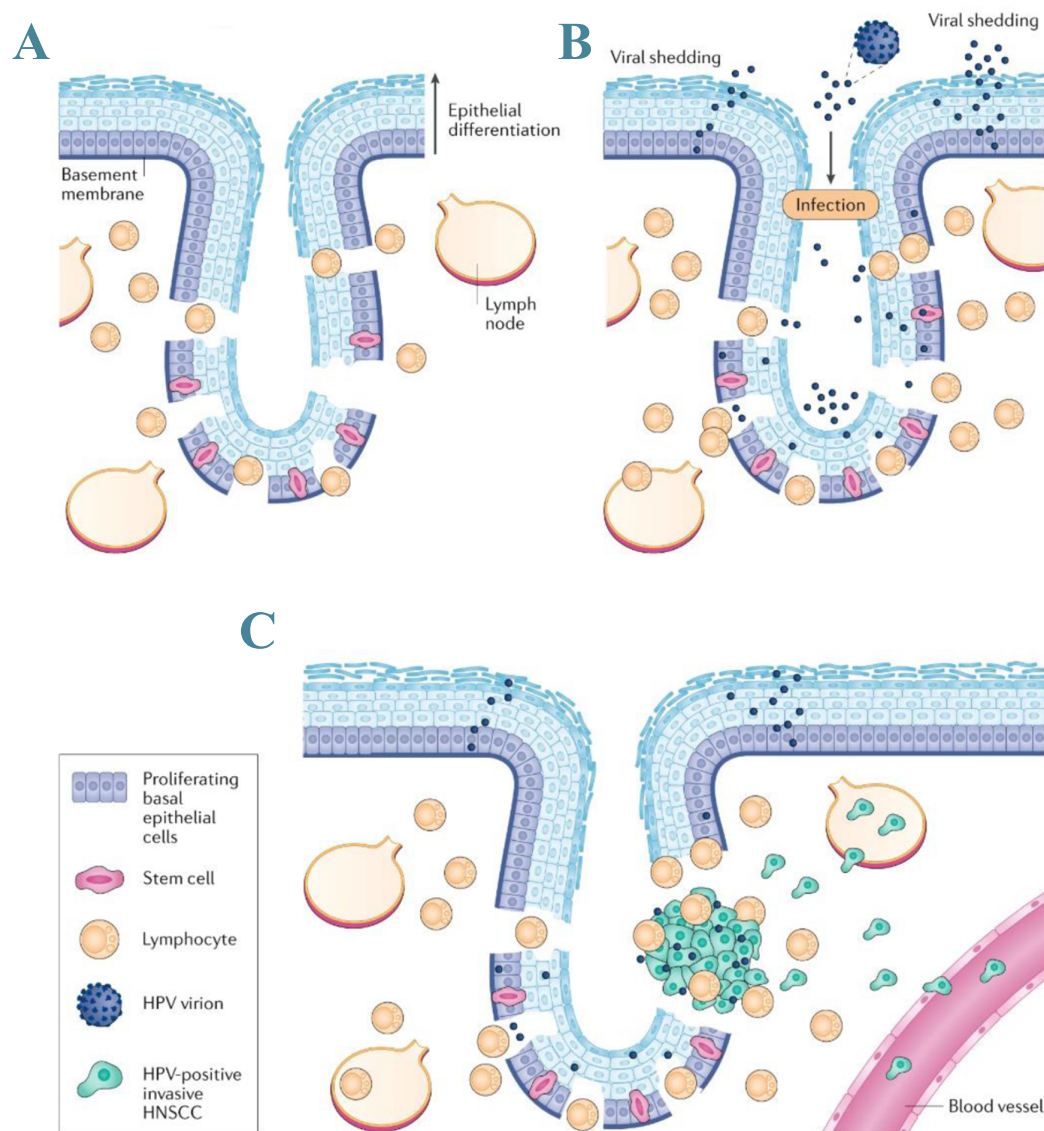 A
B
Viral shedding
Viral shedding
Epithelial
differentiation
Basement
membrane
Infection
Lymph
node
C
Proliferating
basal
epithelial
cells
Stem cell
Lymphocyte
HPV virion
HPV-positive
invasive
HNSCC
Blood vessel